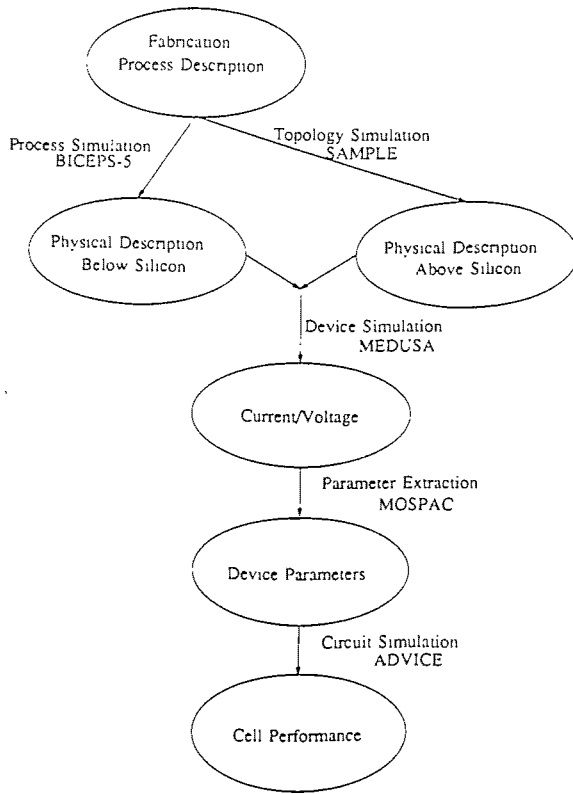 Fabrication
Process Description
Process Simulation
BICEPS-5
Topology Simulation
SAMPLE
Physical Description
Below Silicon
Physical Description
Above Silicon
Device Simulation
MEDUSA
Current/Voltage
Parameter Extraction
MOSPAC
Device Parameters
Circuit Simulation
ADVICE
Cell Performance